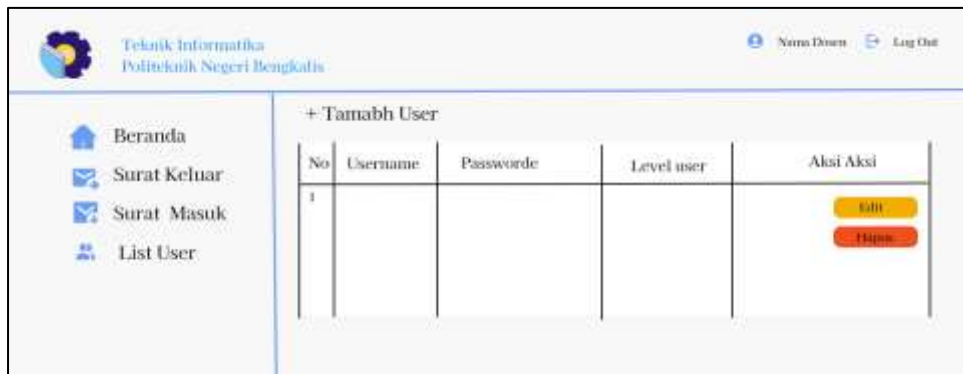 Teknik Informatika
Politeknik Negeri Bengkalis
Nama Dosen Log Out
Beranda
Surat Keluar
Surat Masuk
List User
+ Tamabh User
No Username Passworde Level user Aksi Aksi
1
Edit
Hapus